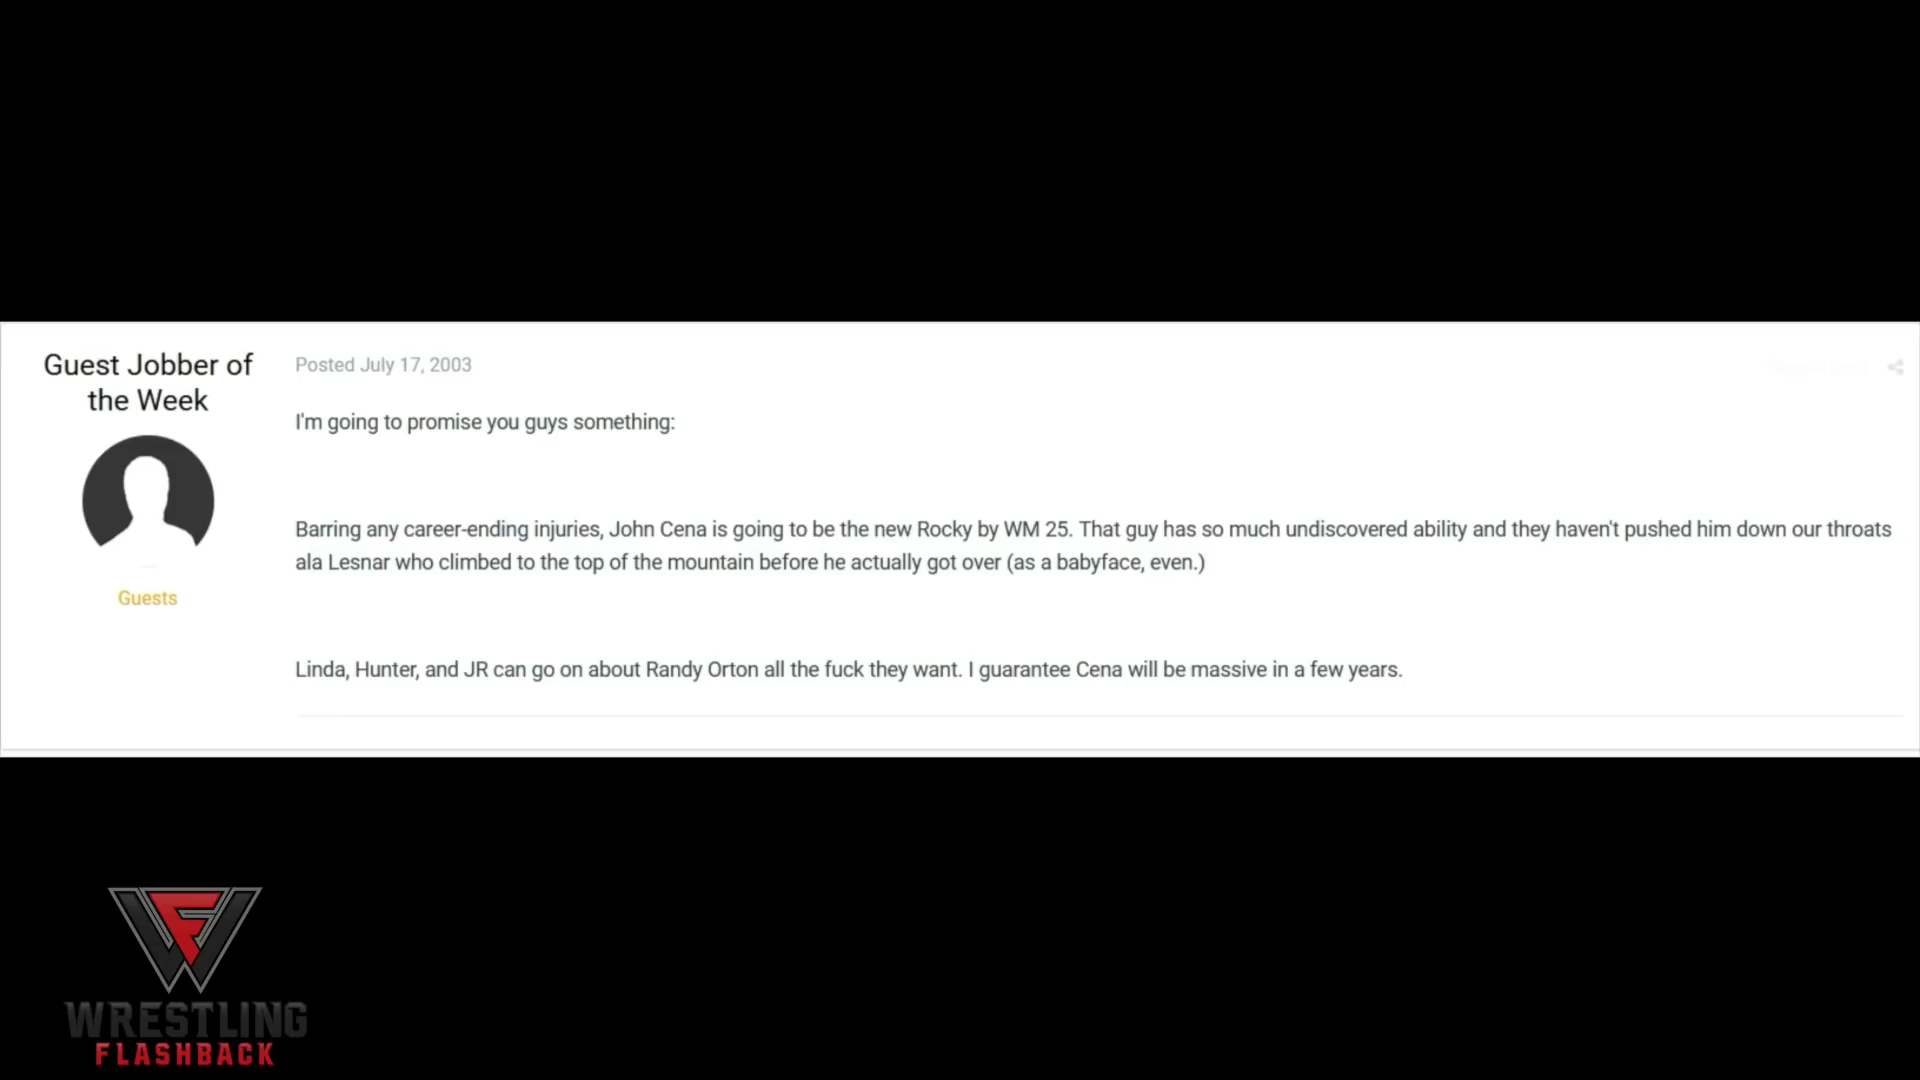 Guest Jobber of
the Week
Guests
Posted July 17, 2003
I'm going to promise you guys something:
Barring any career-ending injuries, John Cena is going to be the new Rocky by WM 25. That guy has so much undiscovered ability and they haven't pushed him down our throats
ala Lesnar who climbed to the top of the mountain before he actually got over (as a babyface, even.)
Linda, Hunter, and JR can go on about Randy Orton all the fuck they want. I guarantee Cena will be massive in a few years.
WRESTLING
FLASHBACK